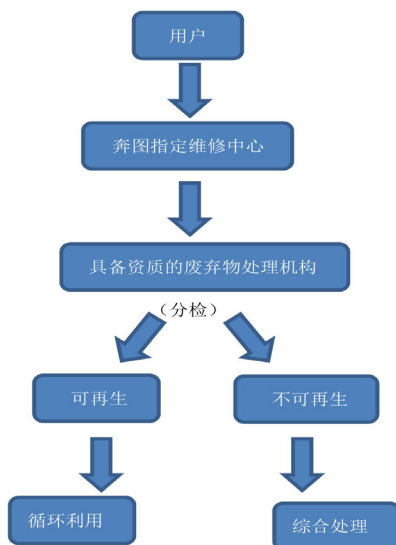 用户
奔图指定维修中心
具备资质的废弃物处理机构
（分检）
可再生
不可再生
循环利用
综合处理